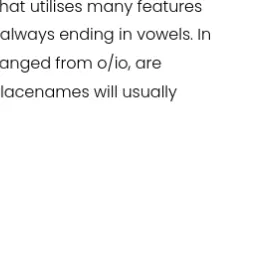 hat utilises many features
always ending in vowels. In
anged from o/io, are
lacenames will usually